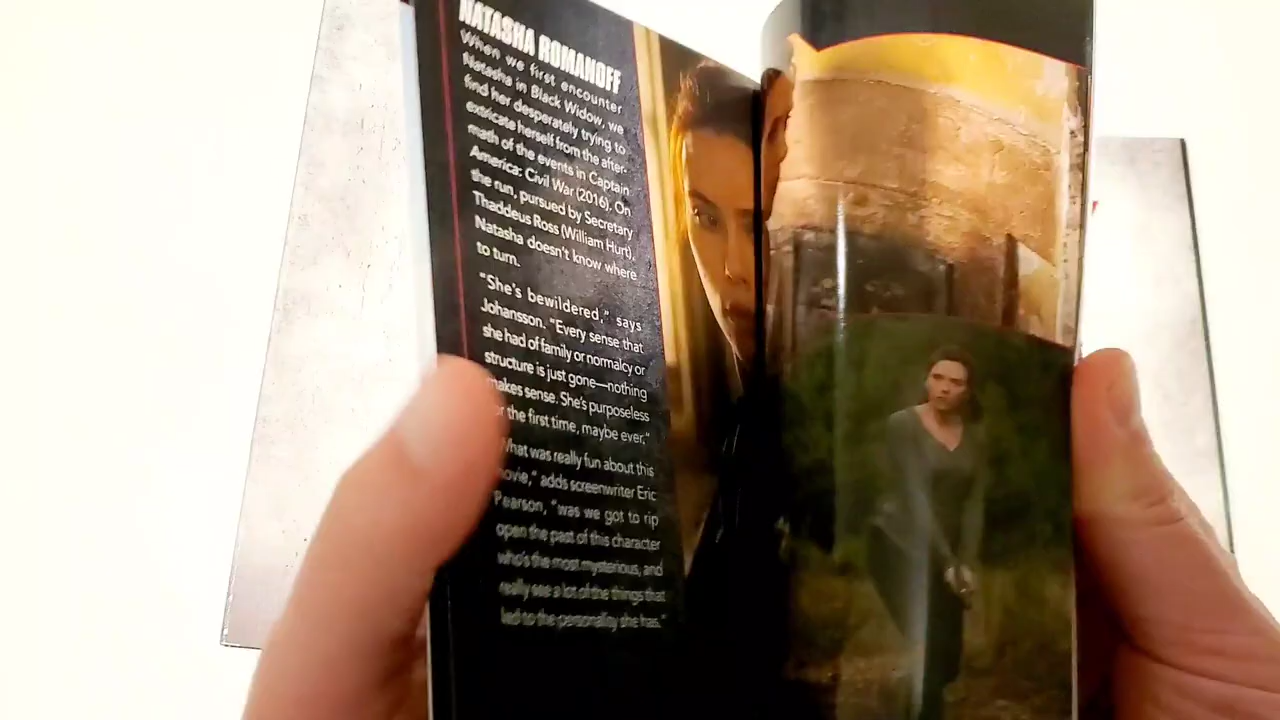 NATASHA ROMANOFF
When we first encounter
Natasha in Black Widow, we
find her desperately trying to
extricate herself from the after-
math of the events in Captain
America: Civil War (2016). On
the run, pursued by Secretary
Thaddeus Ross (William Hurt),
Natasha doesn't know where
to turn.
"She's bewildered," says
Johansson. "Every sense that
she had of family or normalcy or
structure is just gone—nothing
makes sense. She's purposeless
or the first time, maybe ever."
What was really fun about this
ovie," adds screenwriter Eric
Pearson, "was we got to rip
open the past of this character
who's the most mysterious, and
really see a lot of the things that
led to the personality she has."